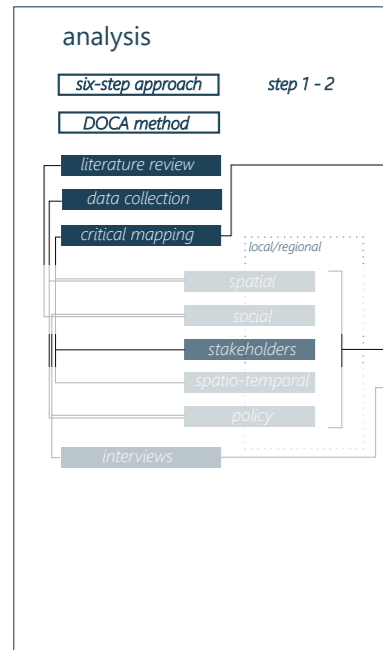 analysis
six-step approach step 1 - 2
DOCA method
literature review
data collection
critical mapping
local/regional
spatial
social
stakeholders
spatio-temporal
policy
interviews